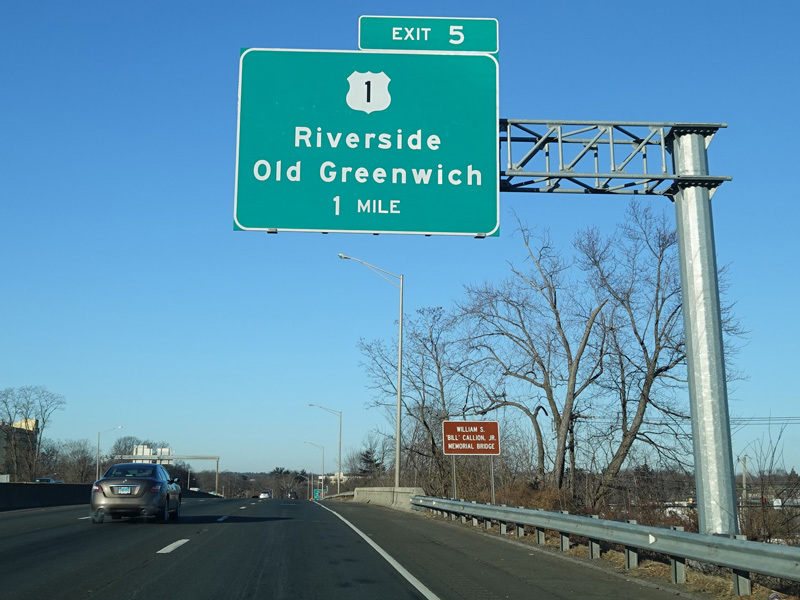 EXIT 5
1
Riverside
Old Greenwich
1 MILE
WILLIAM S.
'BILL' CALLION, JR.
MEMORIAL BRIDGE